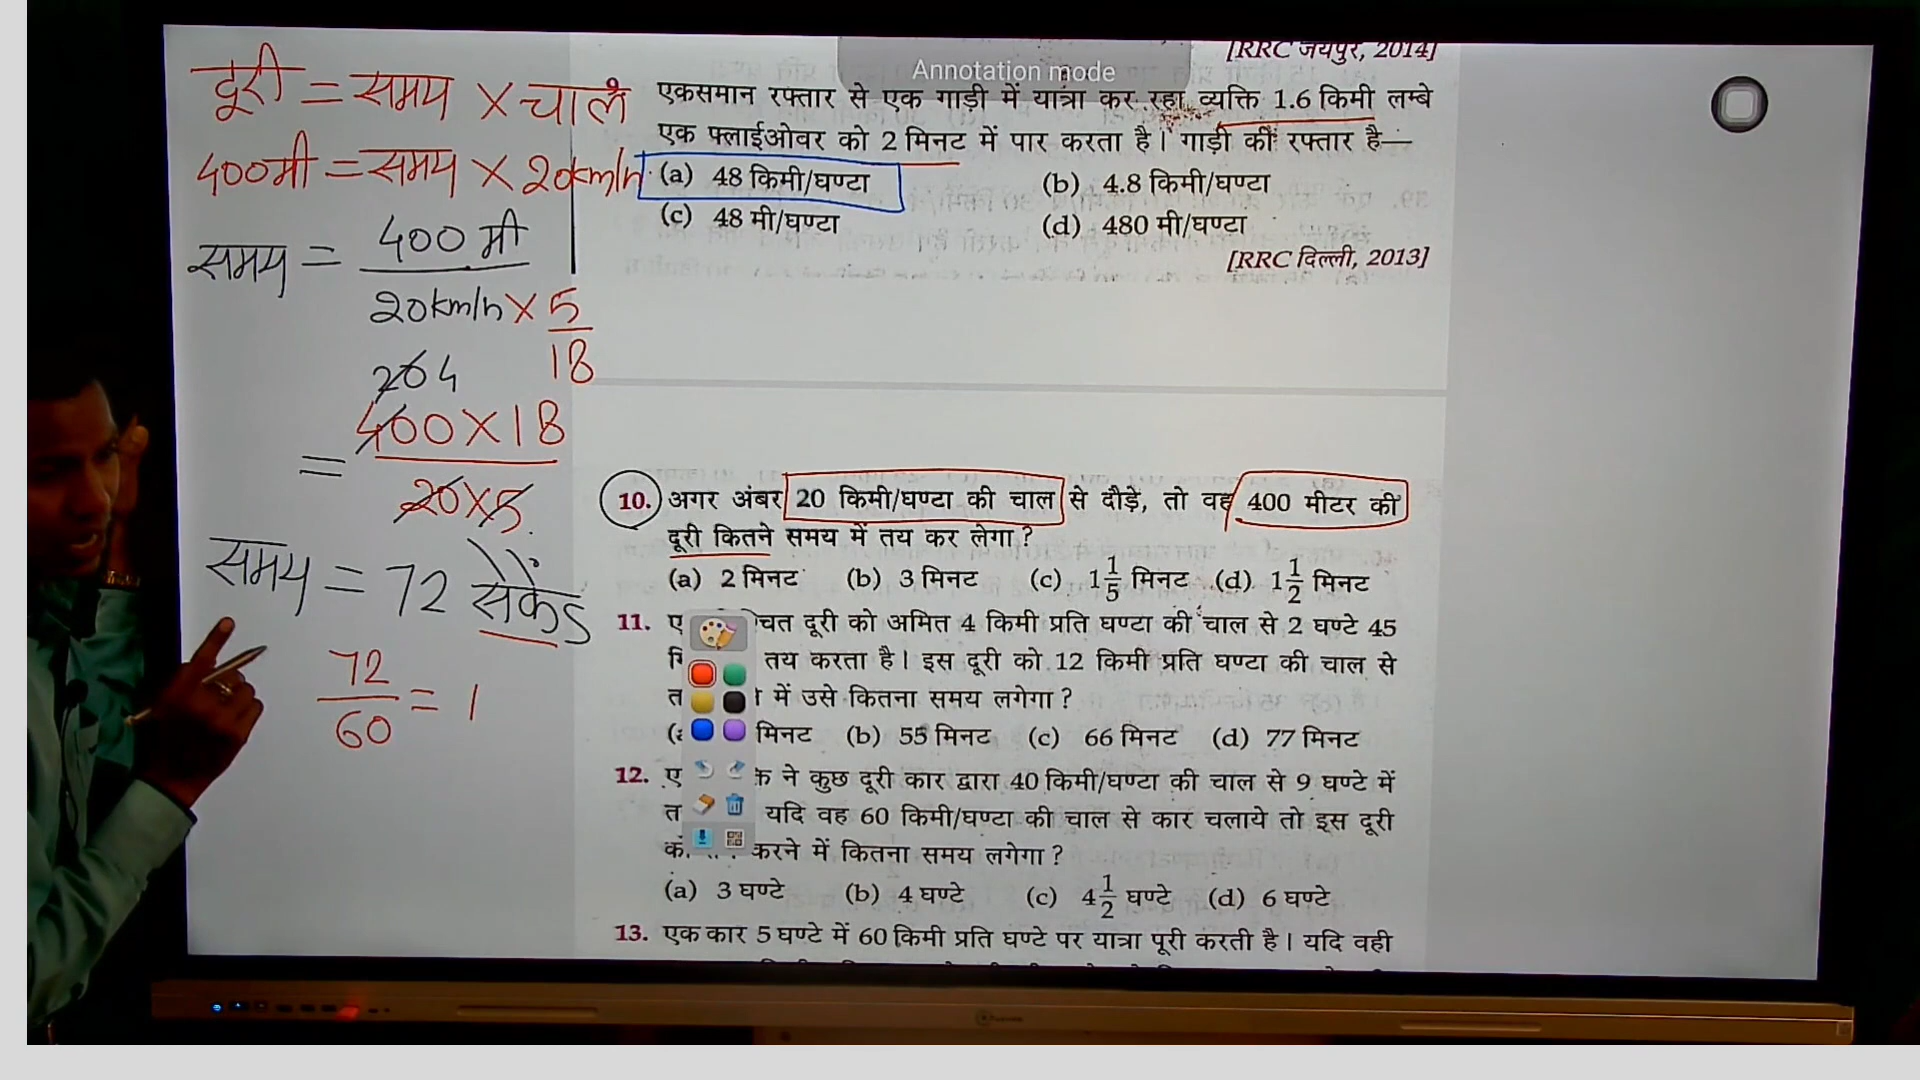 दूरी = समय × चाल
400मी = समय × 20km/h
समय = 400 मी
20km/h × 5
18
20 4
400 × 18
=
20 × 5
समय = 72 सेकेंड
72
60
= 1
Annotation mode
[RRC जयपुर, 2014]
9. एकसमान रफ्तार से एक गाड़ी में यात्रा कर रहा व्यक्ति 1.6 किमी लम्बे
एक फ्लाईओवर को 2 मिनट में पार करता है। गाड़ी की रफ्तार है—
(a) 48 किमी/घण्टा (b) 4.8 किमी/घण्टा
(c) 48 मी/घण्टा (d) 480 मी/घण्टा
[RRC दिल्ली, 2013]
10. अगर अंबर 20 किमी/घण्टा की चाल से दौड़े, तो वह 400 मीटर की
दूरी कितने समय में तय कर लेगा ?
(a) 2 मिनट (b) 3 मिनट (c) 1 1/5 मिनट (d) 1 1/2 मिनट
11. ए चित दूरी को अमित 4 किमी प्रति घण्टा की चाल से 2 घण्टे 45
मि तय करता है। इस दूरी को 12 किमी प्रति घण्टा की चाल से
त में उसे कितना समय लगेगा ?
मिनट (b) 55 मिनट (c) 66 मिनट (d) 77 मिनट
12. ए ने कुछ दूरी कार द्वारा 40 किमी/घण्टा की चाल से 9 घण्टे में
त यदि वह 60 किमी/घण्टा की चाल से कार चलाये तो इस दूरी
करने में कितना समय लगेगा ?
(a) 3 घण्टे (b) 4 घण्टे (c) 4 1/2 घण्टे (d) 6 घण्टे
13. एक कार 5 घण्टे में 60 किमी प्रति घण्टे पर यात्रा पूरी करती है। यदि वही